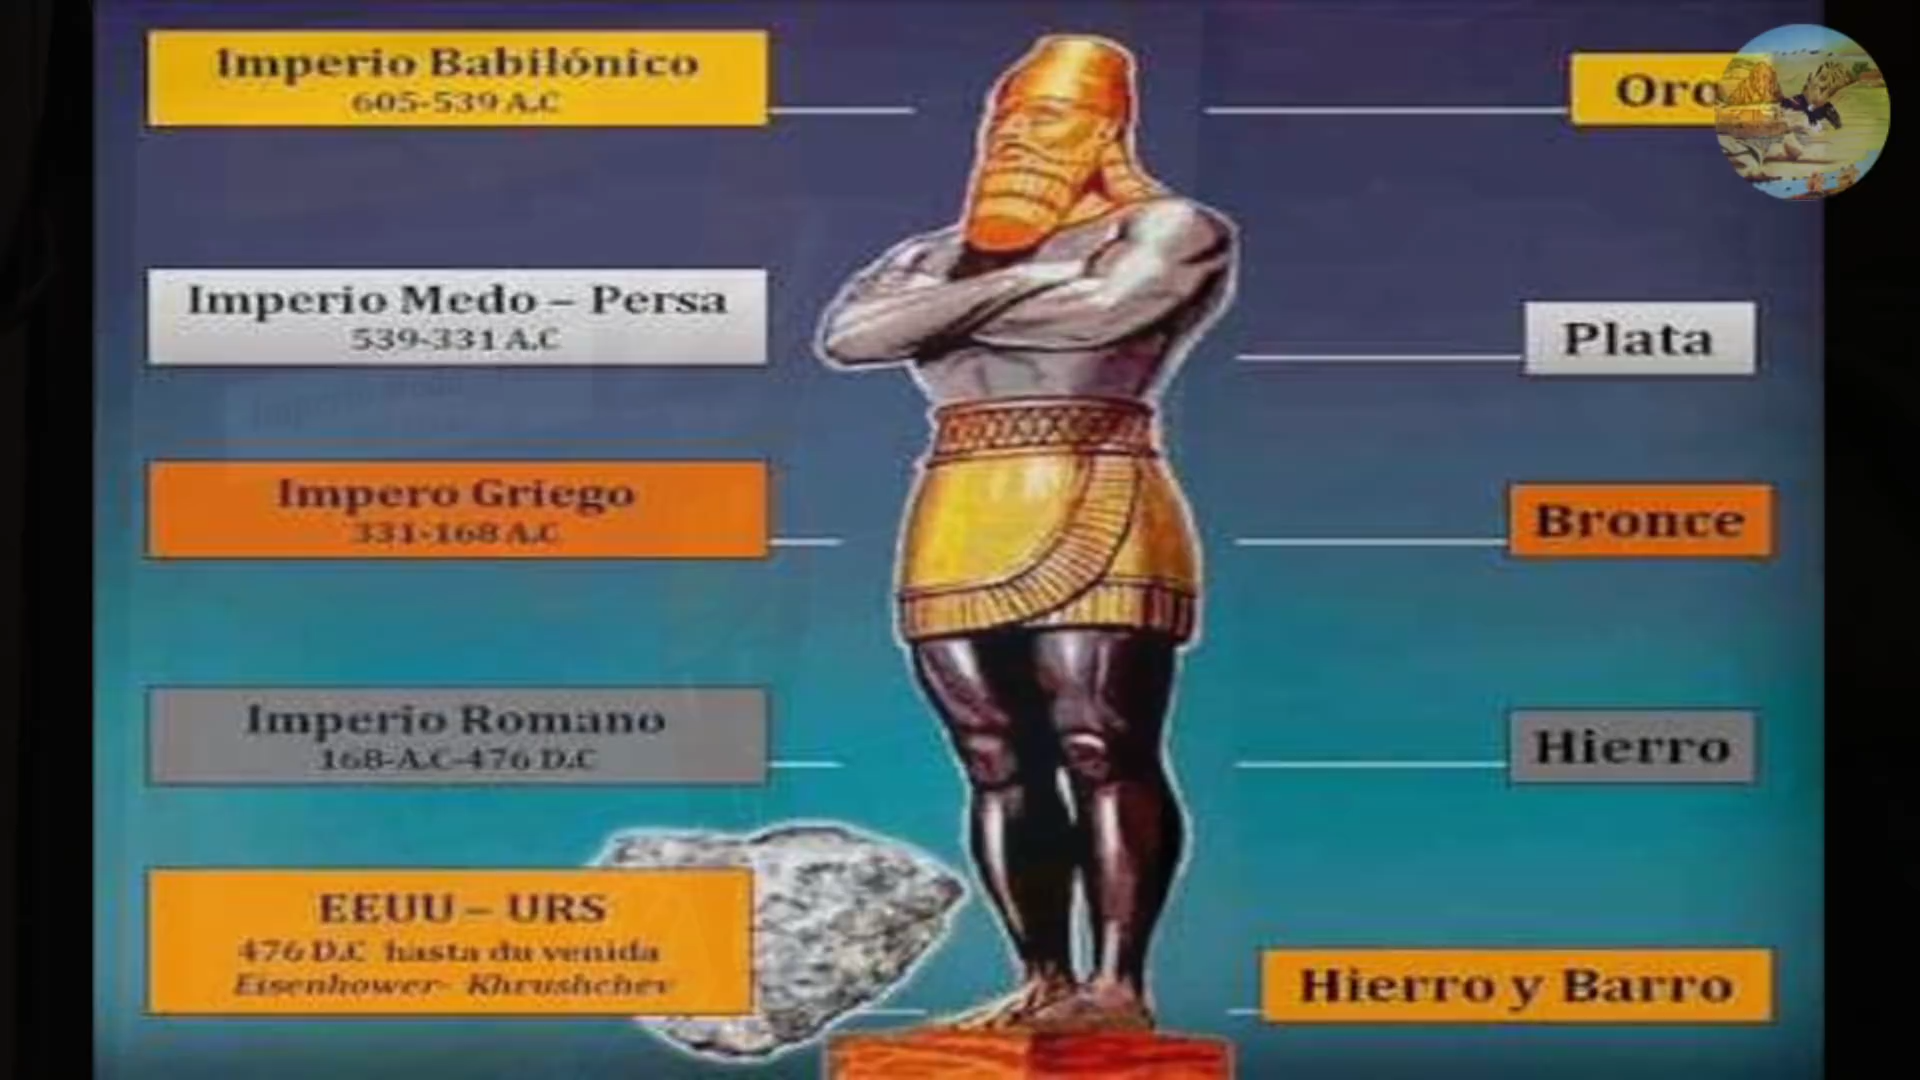 Imperio Babilónico
605-539 A.C
Oro
Imperio Medo – Persa
539-331 A.C
Plata
Impero Griego
331-168 A.C
Bronce
Imperio Romano
168-A.C-476 D.C
Hierro
EEUU – URS
476 D.C hasta du venida
Eisenhower- Khrushchev
Hierro y Barro